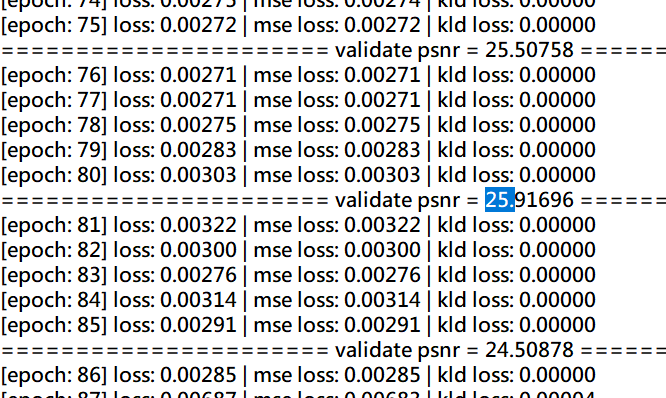 [epoch: 74] loss: 0.00275 | mse loss: 0.00274 | kld loss: 0.00000
[epoch: 75] loss: 0.00272 | mse loss: 0.00272 | kld loss: 0.00000
====================== validate psnr = 25.50758 ======
[epoch: 76] loss: 0.00271 | mse loss: 0.00271 | kld loss: 0.00000
[epoch: 77] loss: 0.00271 | mse loss: 0.00271 | kld loss: 0.00000
[epoch: 78] loss: 0.00275 | mse loss: 0.00275 | kld loss: 0.00000
[epoch: 79] loss: 0.00283 | mse loss: 0.00283 | kld loss: 0.00000
[epoch: 80] loss: 0.00303 | mse loss: 0.00303 | kld loss: 0.00000
====================== validate psnr = 25.91696 ======
[epoch: 81] loss: 0.00322 | mse loss: 0.00322 | kld loss: 0.00000
[epoch: 82] loss: 0.00300 | mse loss: 0.00300 | kld loss: 0.00000
[epoch: 83] loss: 0.00276 | mse loss: 0.00276 | kld loss: 0.00000
[epoch: 84] loss: 0.00314 | mse loss: 0.00314 | kld loss: 0.00000
[epoch: 85] loss: 0.00291 | mse loss: 0.00291 | kld loss: 0.00000
====================== validate psnr = 24.50878 ======
[epoch: 86] loss: 0.00285 | mse loss: 0.00285 | kld loss: 0.00000
[epoch: 87] loss: 0.00687 | mse loss: 0.00683 | kld loss: 0.00004